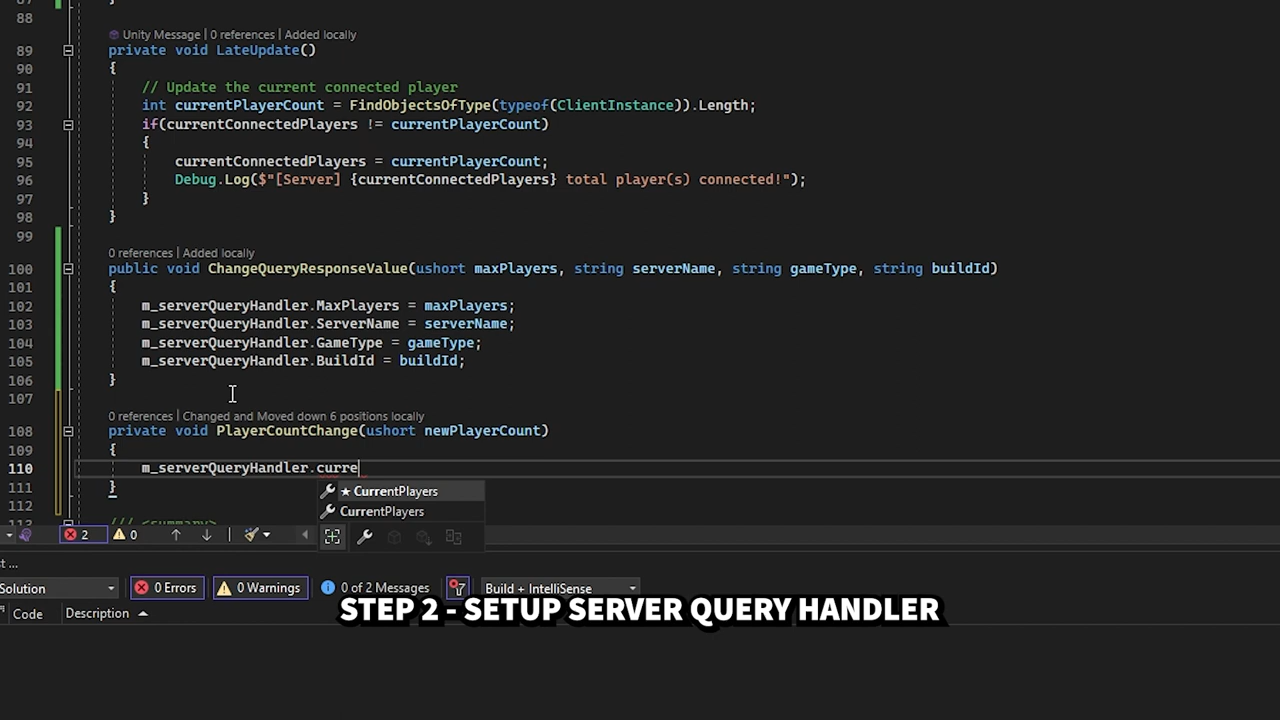 88
Unity Message | 0 references | Added locally
89 private void LateUpdate()
90 {
91 // Update the current connected player
92 int currentPlayerCount = FindObjectsOfType(typeof(ClientInstance)).Length;
93 if(currentConnectedPlayers != currentPlayerCount)
94 {
95 currentConnectedPlayers = currentPlayerCount;
96 Debug.Log($"[Server] {currentConnectedPlayers} total player(s) connected!");
97 }
98 }
99
0 references | Added locally
100 public void ChangeQueryResponseValue(ushort maxPlayers, string serverName, string gameType, string buildId)
101 {
102 m_serverQueryHandler.MaxPlayers = maxPlayers;
103 m_serverQueryHandler.ServerName = serverName;
104 m_serverQueryHandler.GameType = gameType;
105 m_serverQueryHandler.BuildId = buildId;
106 }
107
0 references | Changed and Moved down 6 positions locally
108 private void PlayerCountChange(ushort newPlayerCount)
109 {
110 m_serverQueryHandler.curre
111 }
★ CurrentPlayers
CurrentPlayers
112
113 /// <summary>
2 0
st ...
Solution 0 Errors 0 Warnings 0 of 2 Messages Build + IntelliSense
Code Description
STEP 2 - SETUP SERVER QUERY HANDLER